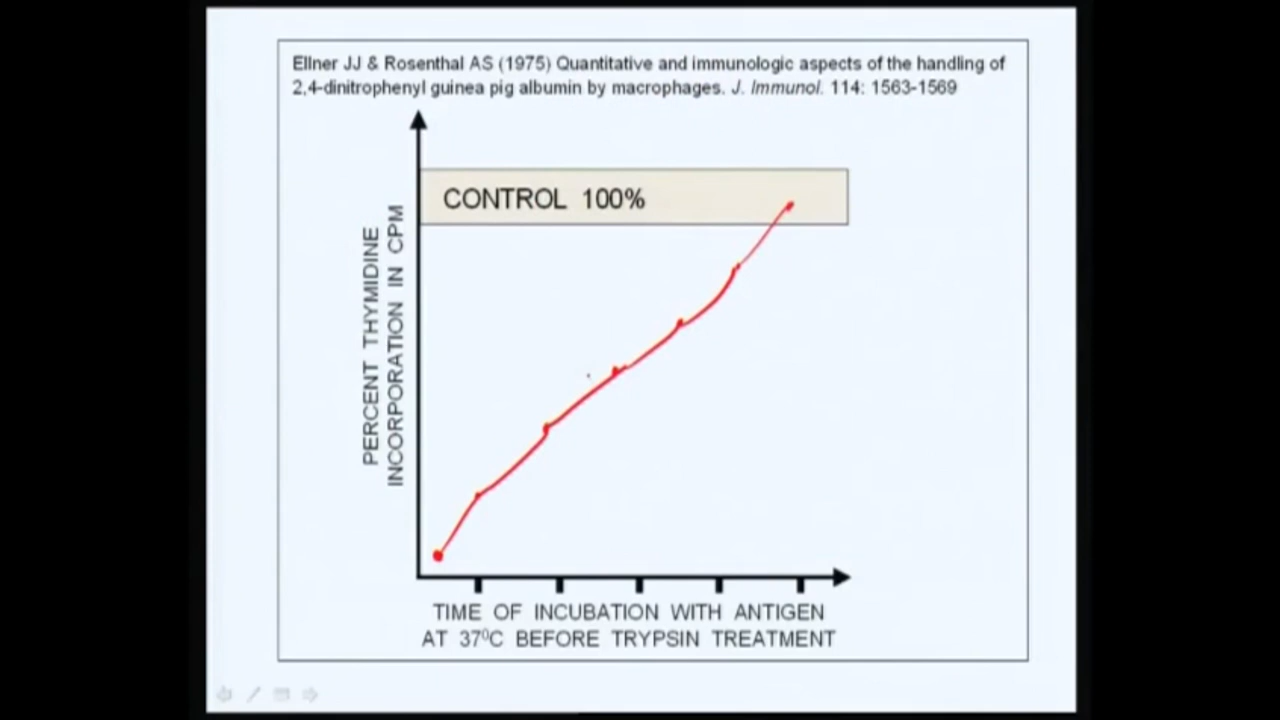 Ellner JJ & Rosenthal AS (1975) Quantitative and immunologic aspects of the handling of
2,4-dinitrophenyl guinea pig albumin by macrophages. J. Immunol. 114: 1563-1569
CONTROL 100%
PERCENT THYMIDINE
INCORPORATION IN CPM
TIME OF INCUBATION WITH ANTIGEN
AT 37⁰C BEFORE TRYPSIN TREATMENT